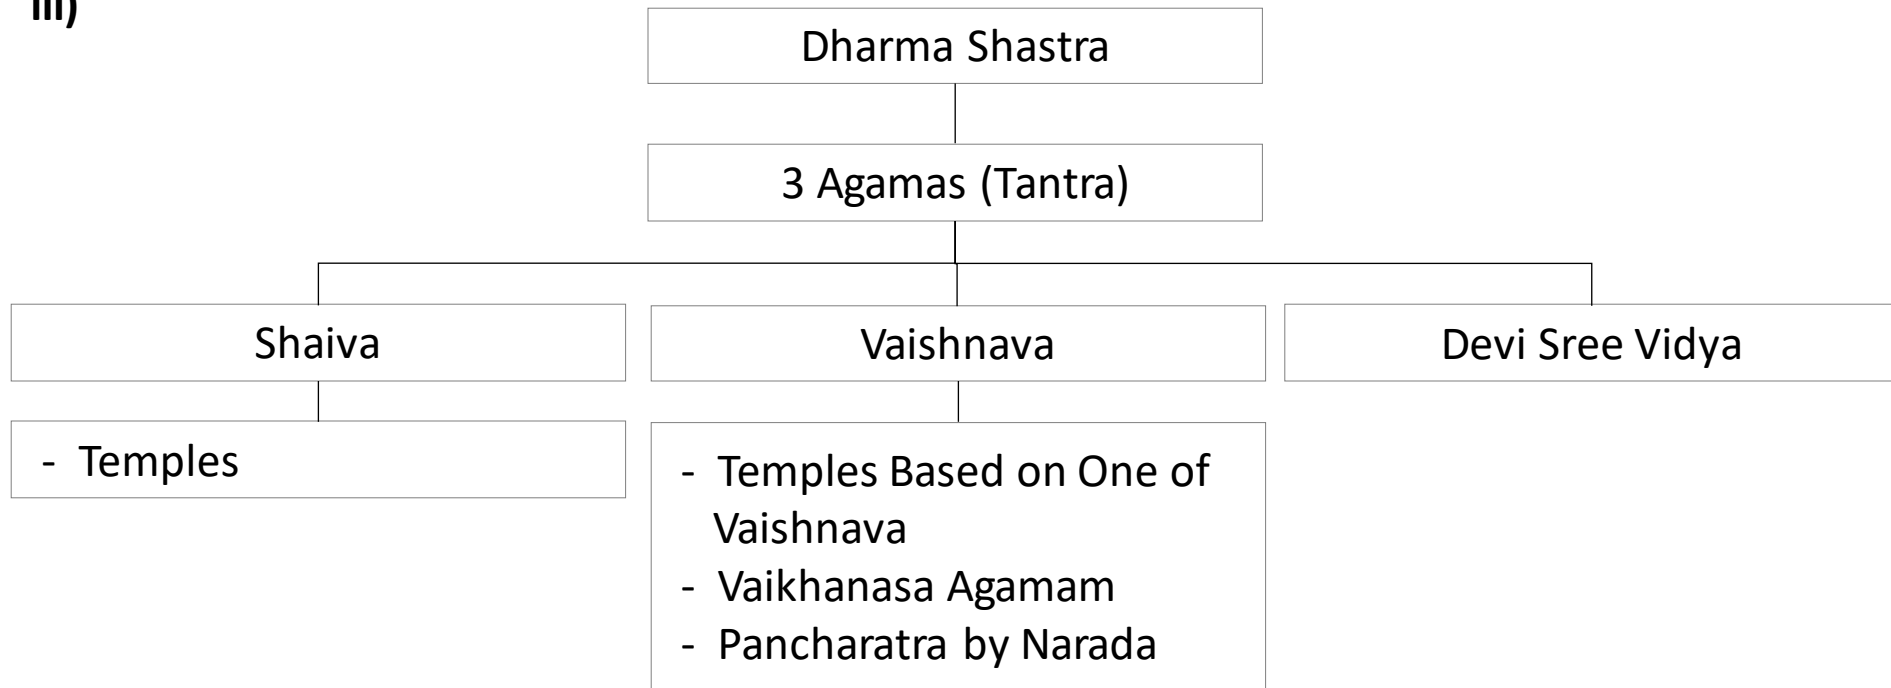 iii)
Dharma Shastra
3 Agamas (Tantra)
Shaiva
Vaishnava
Devi Sree Vidya
- Temples
- Temples Based on One of
Vaishnava
- Vaikhanasa Agamam
- Pancharatra by Narada